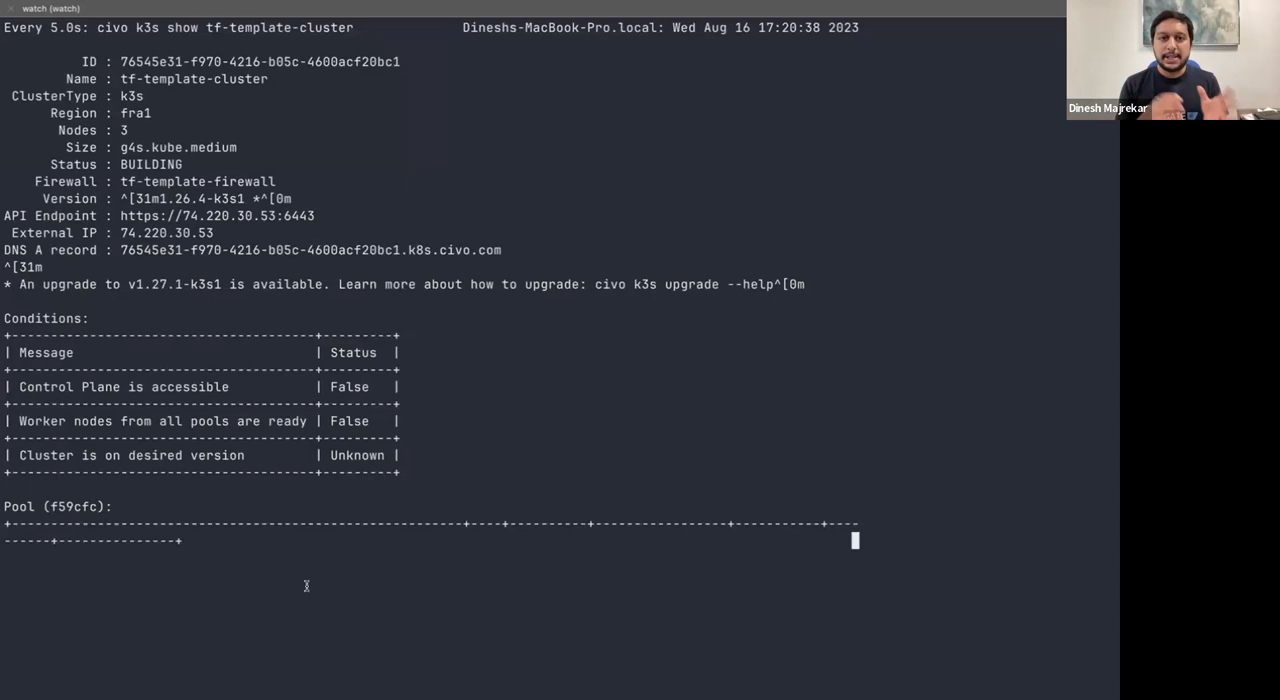 watch (watch)
Every 5.0s: civo k3s show tf-template-cluster Dineshs-MacBook-Pro.local: Wed Aug 16 17:20:38 2023
ID : 76545e31-f970-4216-b05c-4600acf20bc1
Name : tf-template-cluster
ClusterType : k3s
Region : fra1
Nodes : 3
Size : g4s.kube.medium
Status : BUILDING
Firewall : tf-template-firewall
Version : ^[31m1.26.4-k3s1 *^[0m
API Endpoint : https://74.220.30.53:6443
External IP : 74.220.30.53
DNS A record : 76545e31-f970-4216-b05c-4600acf20bc1.k8s.civo.com
^[31m
* An upgrade to v1.27.1-k3s1 is available. Learn more about how to upgrade: civo k3s upgrade --help^[0m
Conditions:
+---------------------------------------+---------+
| Message | Status |
+---------------------------------------+---------+
| Control Plane is accessible | False |
+---------------------------------------+---------+
| Worker nodes from all pools are ready | False |
+---------------------------------------+---------+
| Cluster is on desired version | Unknown |
+---------------------------------------+---------+
Pool (f59cfc):
+----------------------------------------------------------+----+----------+-----------------+-----------+----
------+---------------+
Dinesh Majrekar